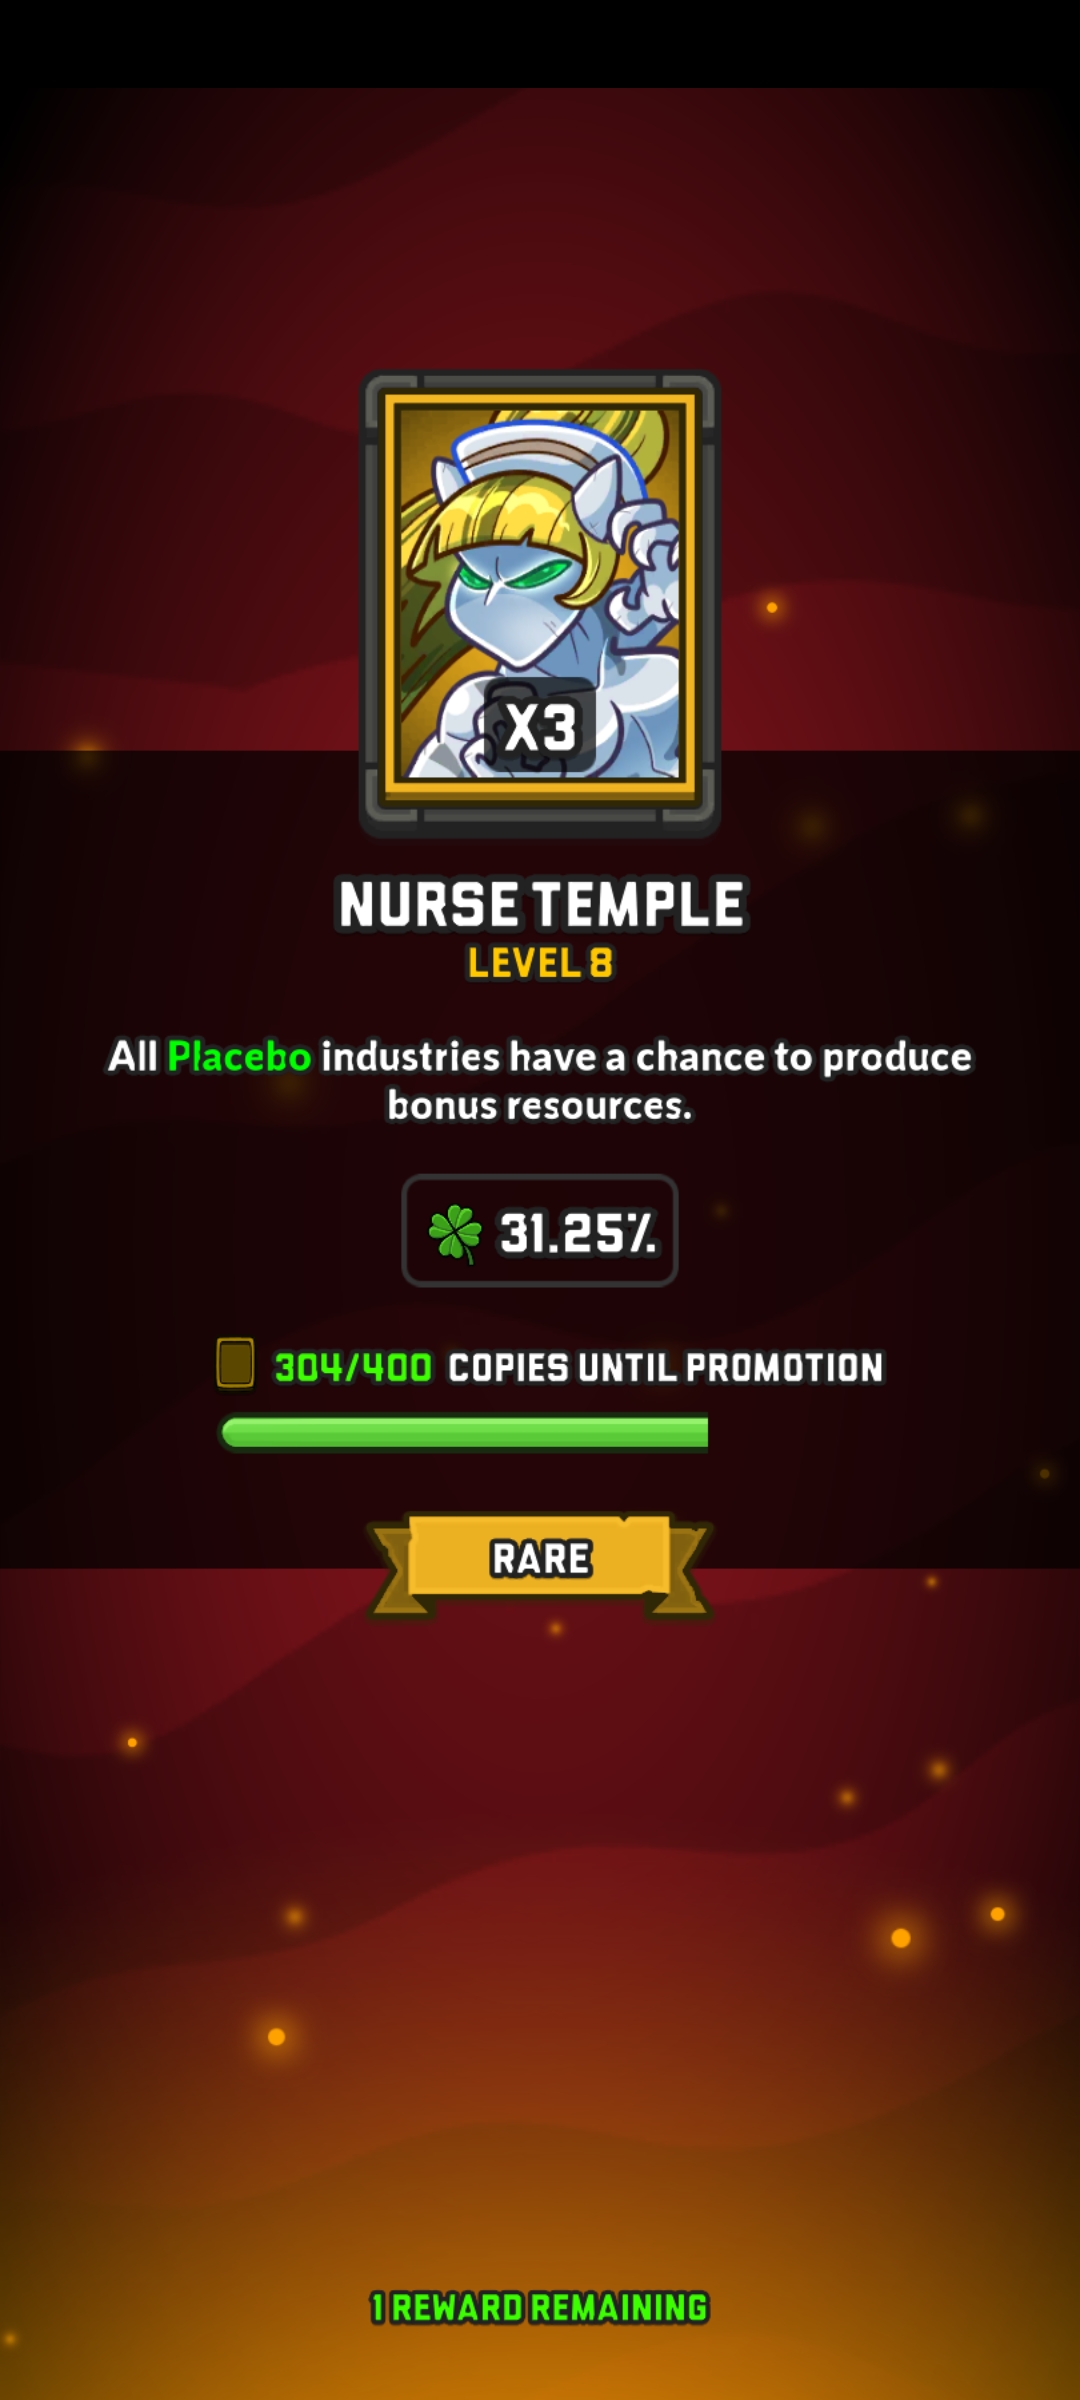 X3
NURSE TEMPLE
LEVEL 8
All Placebo industries have a chance to produce
bonus resources.
31.25%
304/400 COPIES UNTIL PROMOTION
RARE
1 REWARD REMAINING